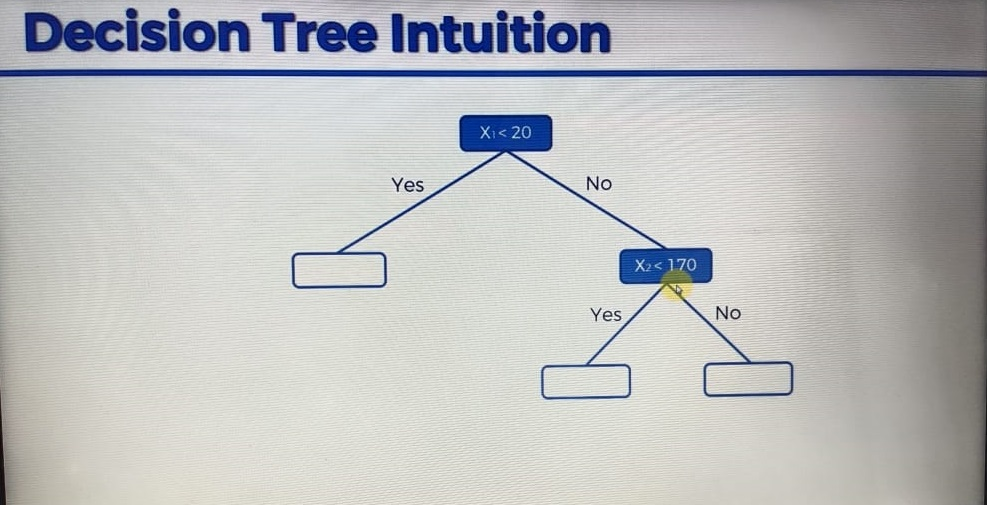 Decision Tree Intuition
X₁ < 20
Yes
No
X₂ < 170
Yes
No